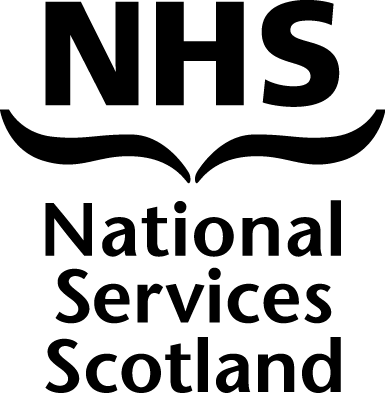 NHS
National
Services
Scotland